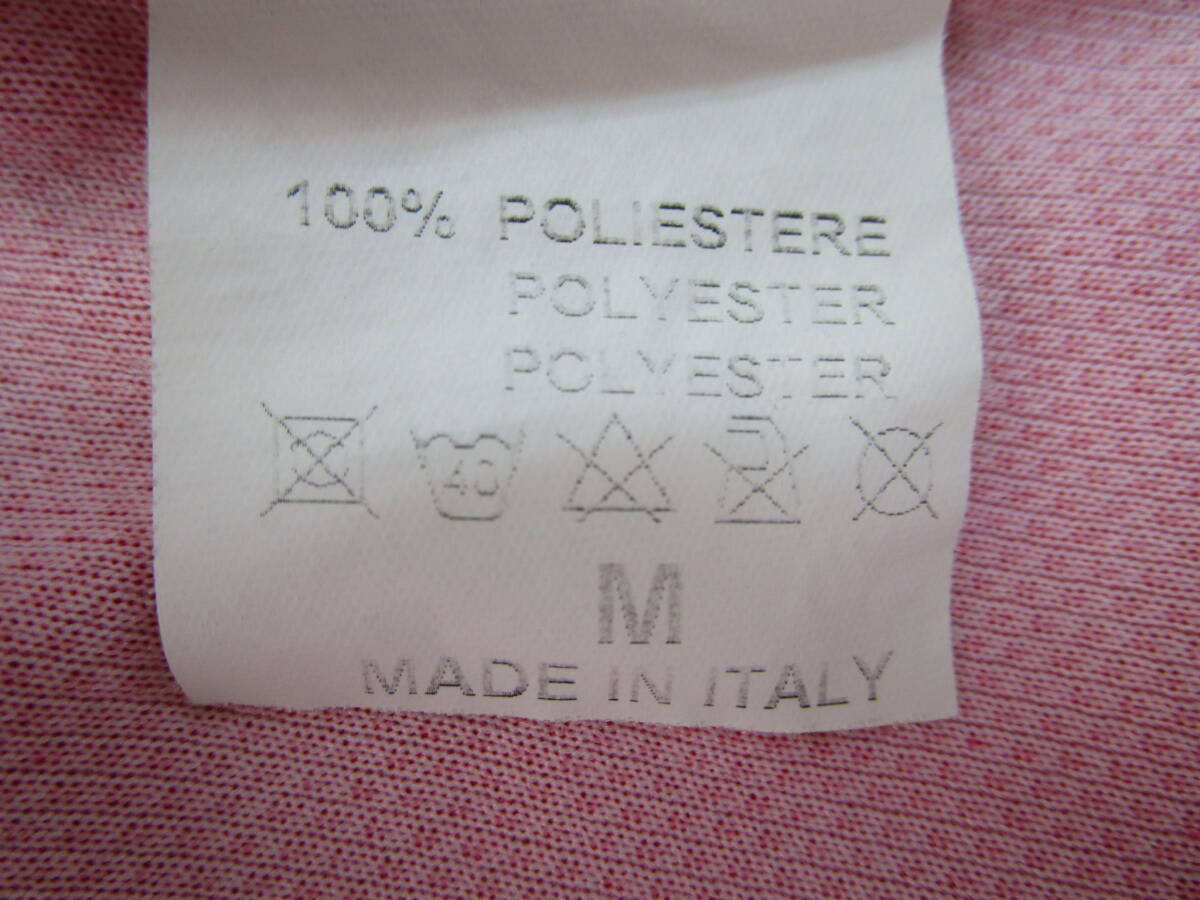 100% POLIESTERE
POLYESTER
POLYESTER
40
M
MADE IN ITALY